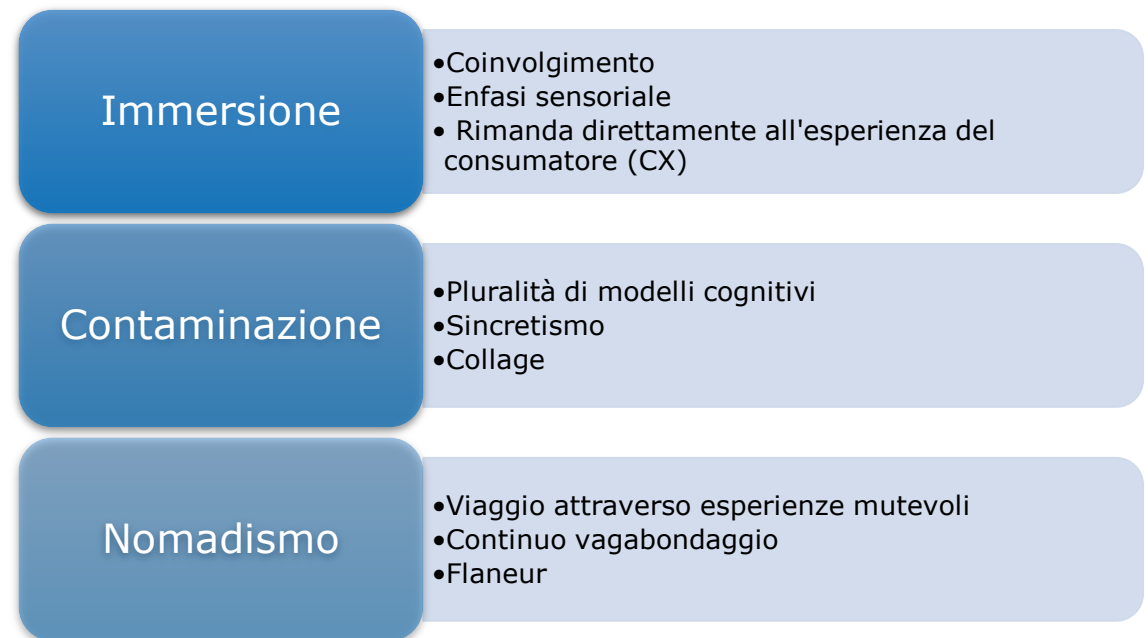 Immersione
•Coinvolgimento
•Enfasi sensoriale
• Rimanda direttamente all'esperienza del
consumatore (CX)
Contaminazione
•Pluralità di modelli cognitivi
•Sincretismo
•Collage
Nomadismo
•Viaggio attraverso esperienze mutevoli
•Continuo vagabondaggio
•Flaneur